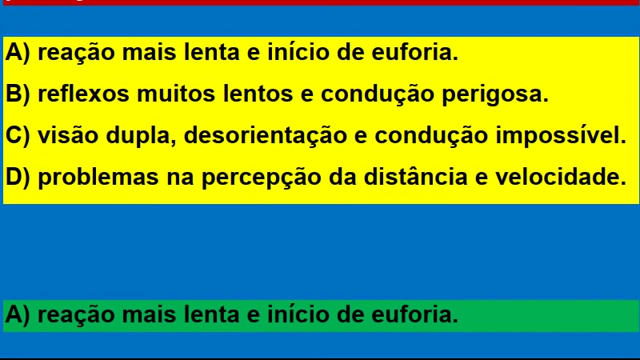 A) reação mais lenta e início de euforia.
B) reflexos muitos lentos e condução perigosa.
C) visão dupla, desorientação e condução impossível.
D) problemas na percepção da distância e velocidade.
A) reação mais lenta e início de euforia.